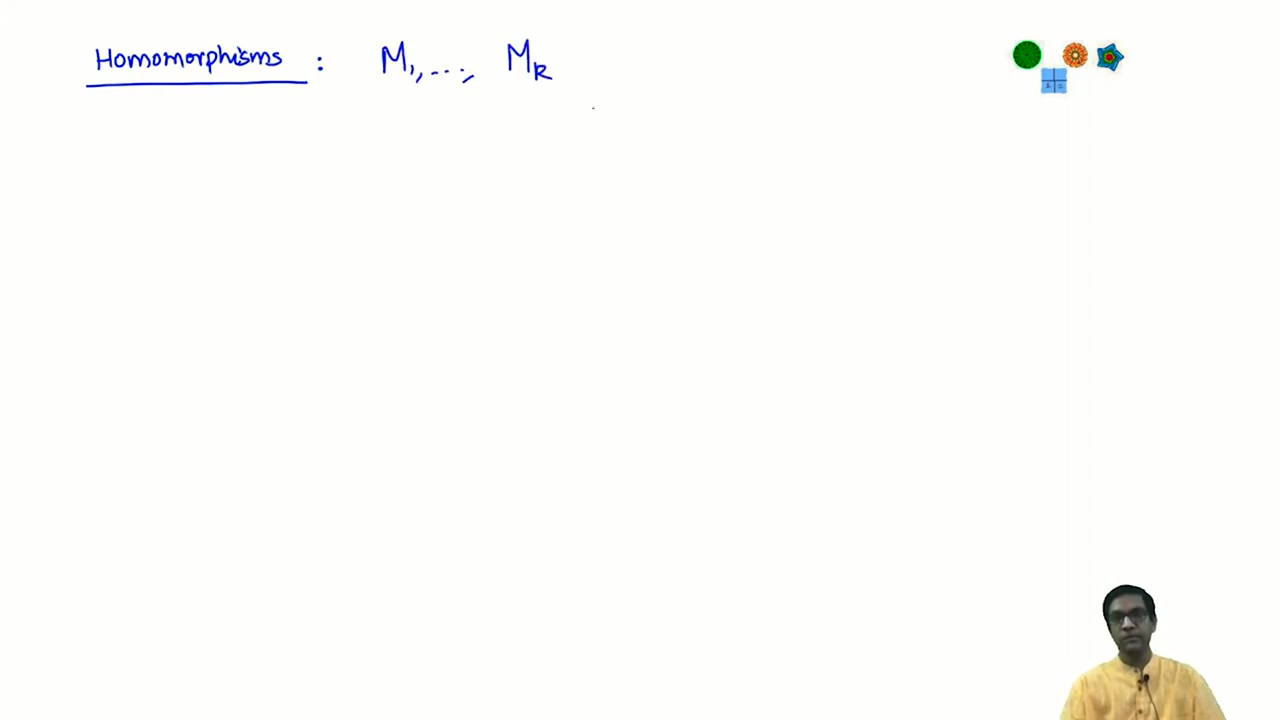 Homomorphisms : M₁, ..., Mₖ